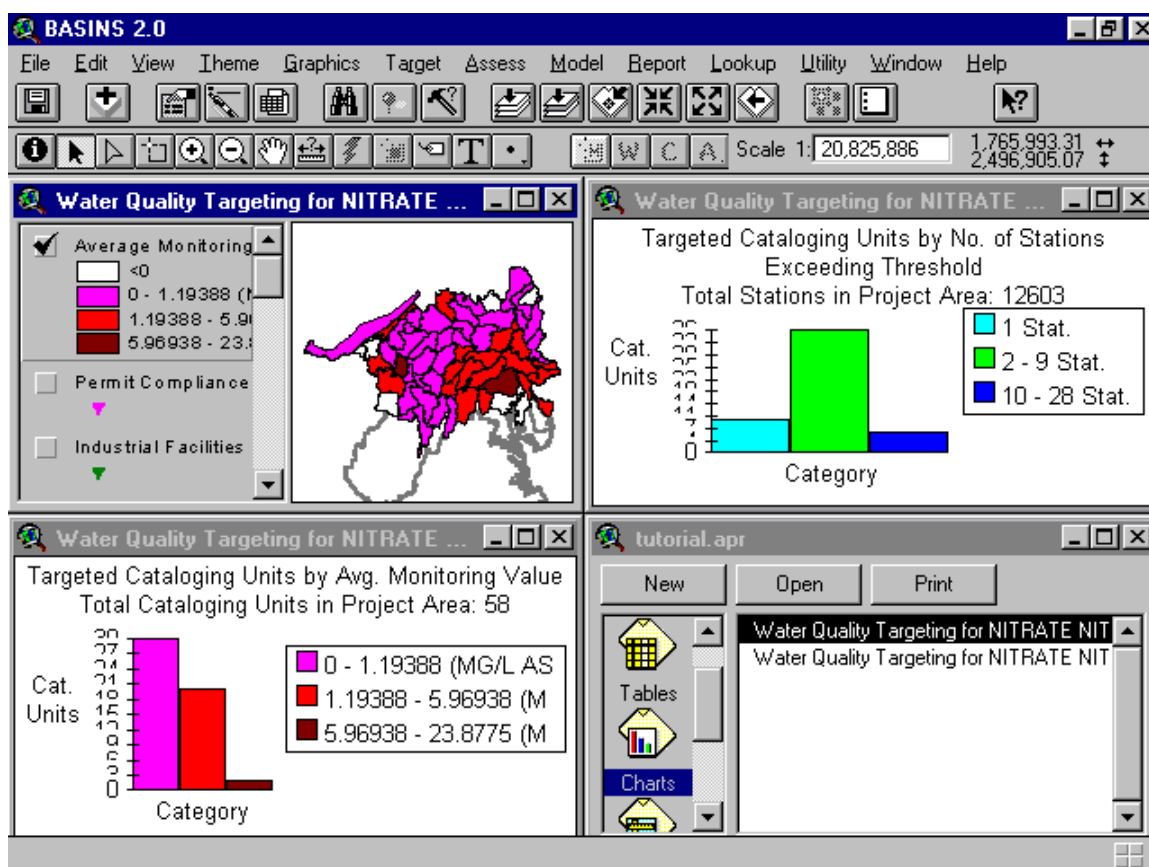 BASINS 2.0
File Edit View Theme Graphics Target Assess Model Report Lookup Utility Window Help
W C A Scale 1: 20,825,886 1,765,993.31
2,496,905.07
Water Quality Targeting for NITRATE ...
Average Monitoring
<0
0 - 1.19388 (
1.19388 - 5.9
5.96938 - 23.
Permit Compliance
Industrial Facilities
Water Quality Targeting for NITRATE ...
Targeted Cataloging Units by No. of Stations
Exceeding Threshold
Total Stations in Project Area: 12603
Cat.
Units
0
1 Stat.
2 - 9 Stat.
10 - 28 Stat.
Category
Water Quality Targeting for NITRATE ...
Targeted Cataloging Units by Avg. Monitoring Value
Total Cataloging Units in Project Area: 58
Cat.
Units
0
0 - 1.19388 (MG/L AS
1.19388 - 5.96938 (M
5.96938 - 23.8775 (M
Category
tutorial.apr
New Open Print
Tables
Charts
Water Quality Targeting for NITRATE NIT
Water Quality Targeting for NITRATE NIT